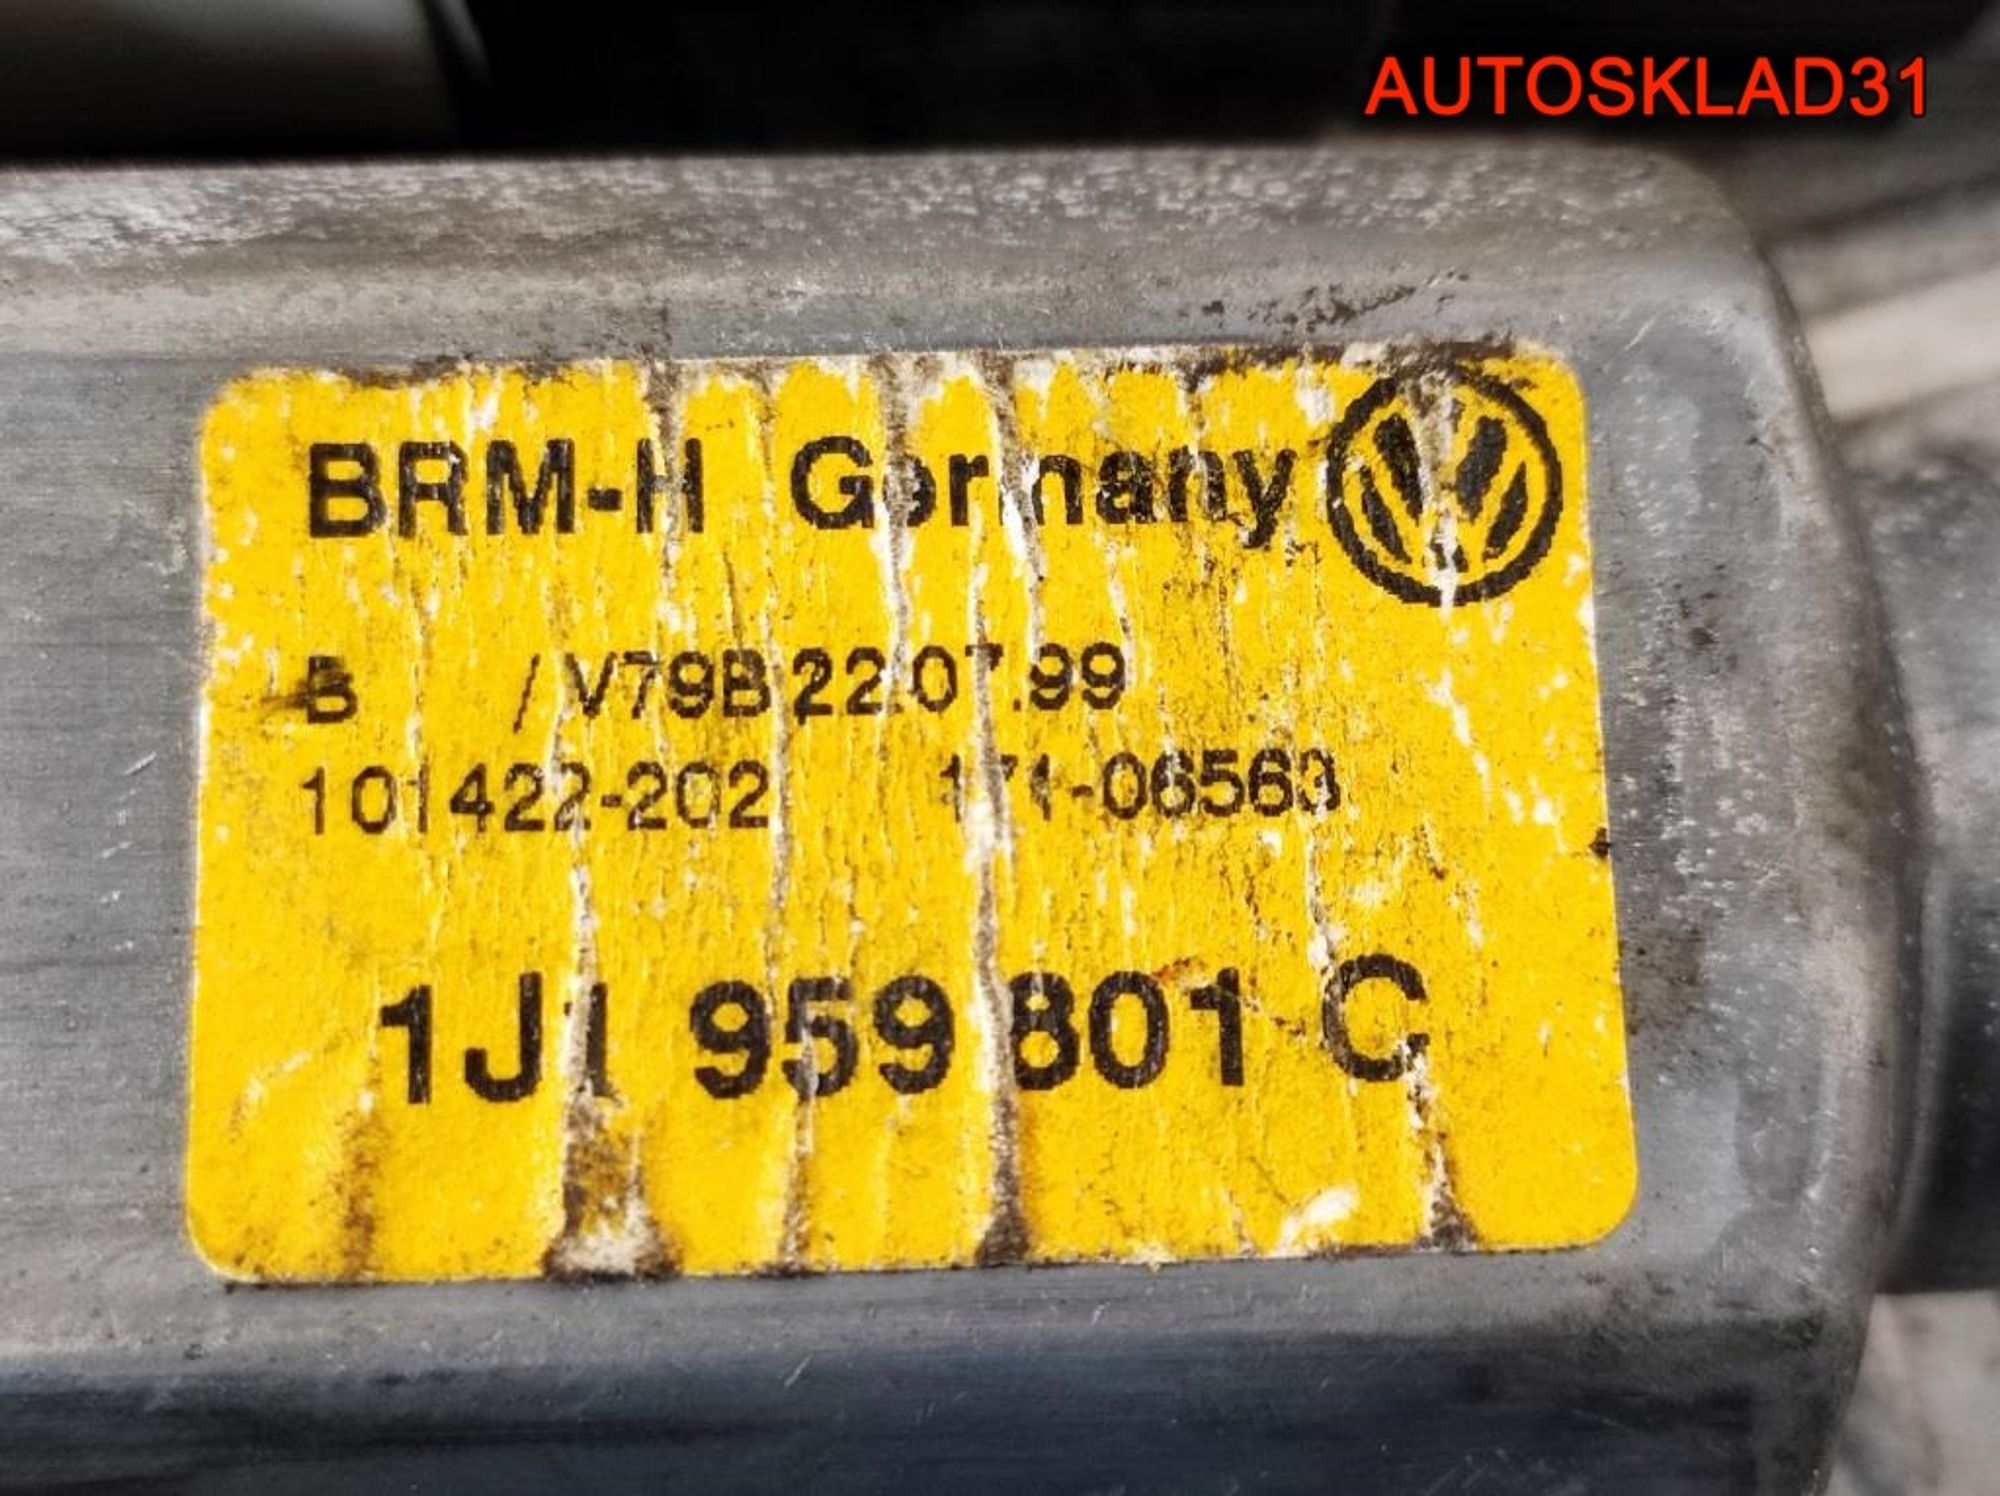 AUTOSKLAD31
BRM-H Germany
B / V79B 22.07.99
101422-202 171-06563
1J1 959 801 C